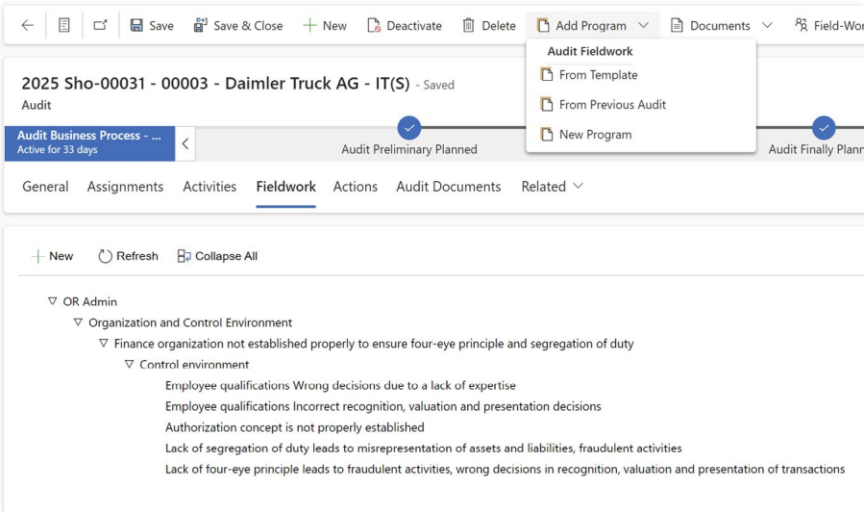 Save
Save & Close
New
Deactivate
Delete
Add Program
Documents
Audit Fieldwork
From Template
From Previous Audit
New Program
2025 Sho-00031 - 00003 - Daimler Truck AG - IT(S) - Saved
Audit
Audit Business Process - ...
Active for 33 days
Audit Preliminary Planned
Audit Finally
General Assignments Activities Fieldwork Actions Audit Documents Related
New Refresh Collapse All
OR Admin
Organization and Control Environment
Finance organization not established properly to ensure four-eye principle and segregation of duty
Control environment
Employee qualifications Wrong decisions due to a lack of expertise
Employee qualifications Incorrect recognition, valuation and presentation decisions
Authorization concept is not properly established
Lack of segregation of duty leads to misrepresentation of assets and liabilities, fraudulent activities
Lack of four-eye principle leads to fraudulent activities, wrong decisions in recognition, valuation and presentation of transactions